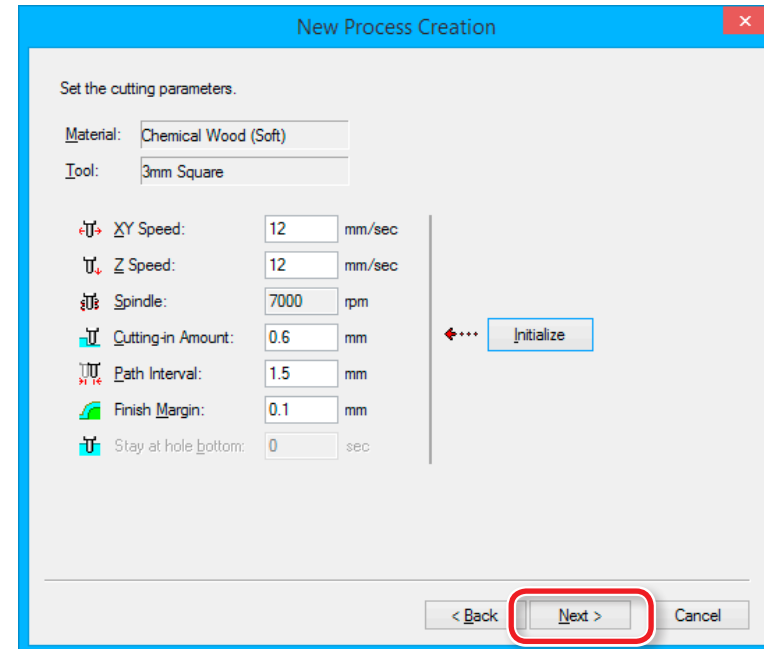 New Process Creation
Set the cutting parameters.
Material: Chemical Wood (Soft)
Tool: 3mm Square
XY Speed: 12 mm/sec
Z Speed: 12 mm/sec
Spindle: 7000 rpm
Cutting-in Amount: 0.6 mm
Initialize
Path Interval: 1.5 mm
Finish Margin: 0.1 mm
Stay at hole bottom: 0 sec
< Back Next > Cancel